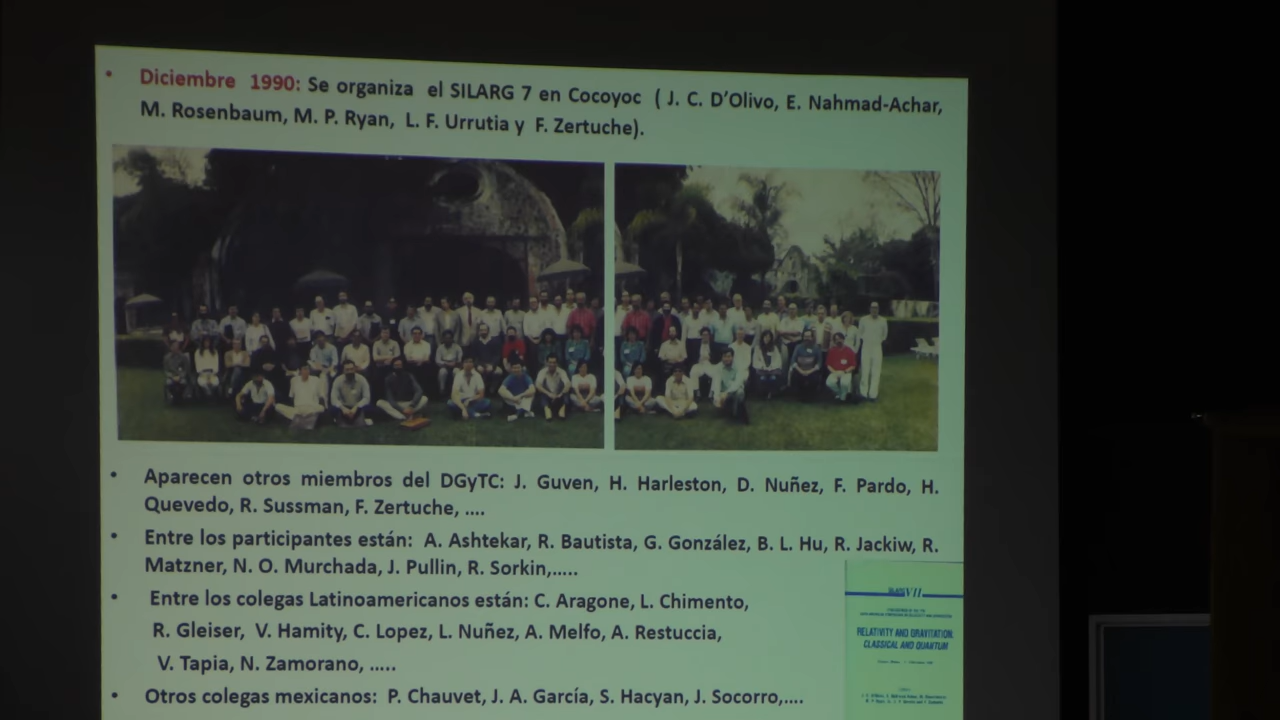 • Diciembre 1990: Se organiza el SILARG 7 en Cocoyoc ( J. C. D'Olivo, E. Nahmad-Achar,
M. Rosenbaum, M. P. Ryan, L. F. Urrutia y F. Zertuche).
• Aparecen otros miembros del DGyTC: J. Guven, H. Harleston, D. Nuñez, F. Pardo, H.
Quevedo, R. Sussman, F. Zertuche, ....
• Entre los participantes están: A. Ashtekar, R. Bautista, G. González, B. L. Hu, R. Jackiw, R.
Matzner, N. O. Murchada, J. Pullin, R. Sorkin,.....
• Entre los colegas Latinoamericanos están: C. Aragone, L. Chimento,
R. Gleiser, V. Hamity, C. Lopez, L. Nuñez, A. Melfo, A. Restuccia,
V. Tapia, N. Zamorano, .....
• Otros colegas mexicanos: P. Chauvet, J. A. García, S. Hacyan, J. Socorro,....
SILARG VII
RELATIVITY AND GRAVITATION:
CLASSICAL AND QUANTUM